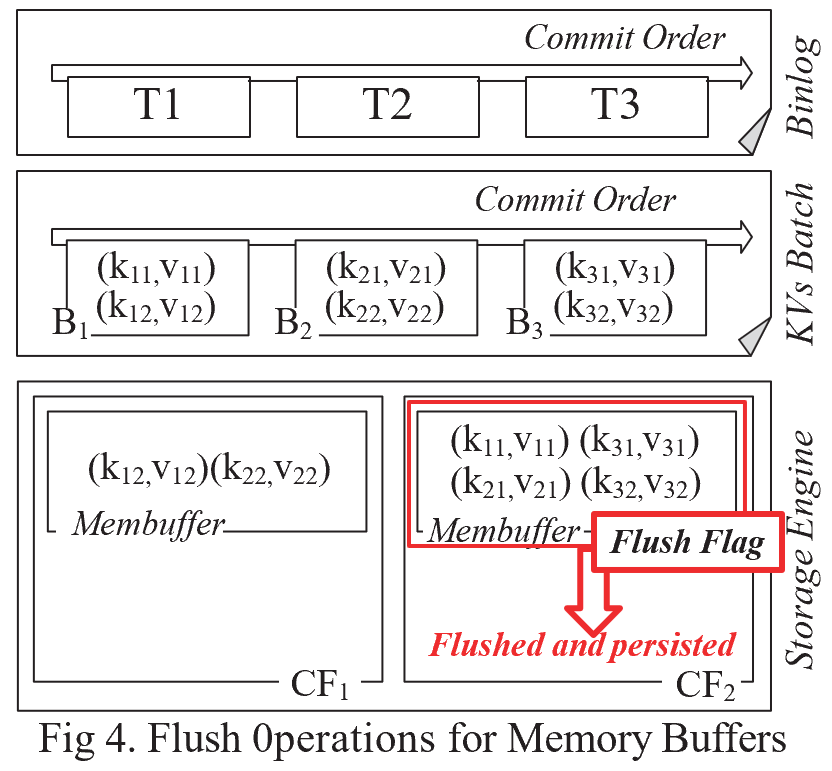 Commit Order
T1 T2 T3
Binlog
Commit Order
(k11,v11) (k21,v21) (k31,v31)
(k12,v12) (k22,v22) (k32,v32)
B1 B2 B3
KVs Batch
(k12,v12)(k22,v22)
Membuffer
CF1
(k11,v11) (k31,v31)
(k21,v21) (k32,v32)
Membuffer
Flush Flag
Flushed and persisted
CF2
Storage Engine
Fig 4. Flush 0perations for Memory Buffers